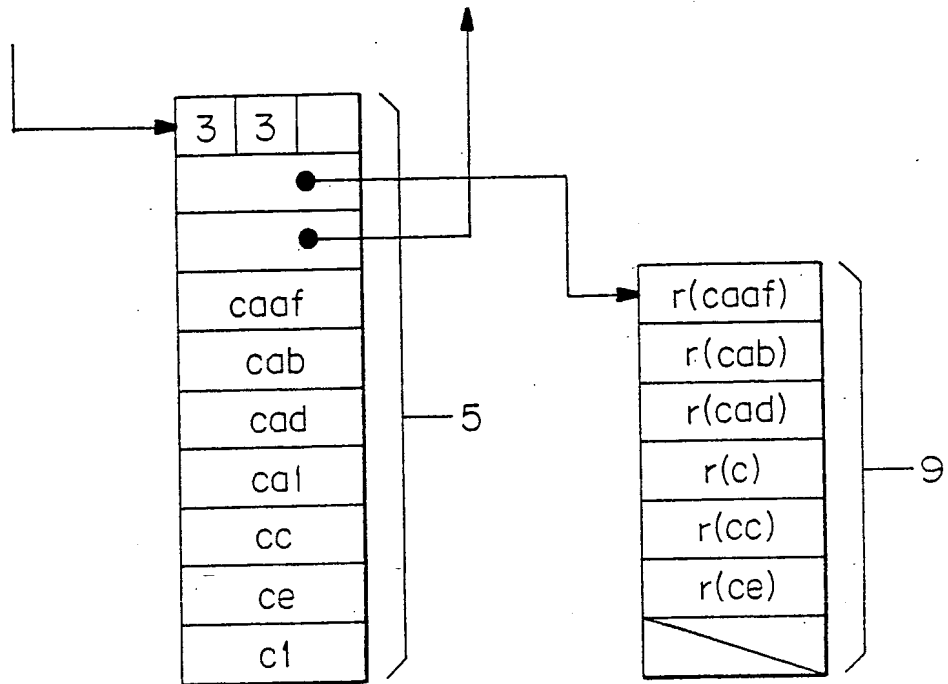 3 3
caaf
cab
cad
ca1
cc
ce
c1
5
r(caaf)
r(cab)
r(cad)
r(c)
r(cc)
r(ce)
9